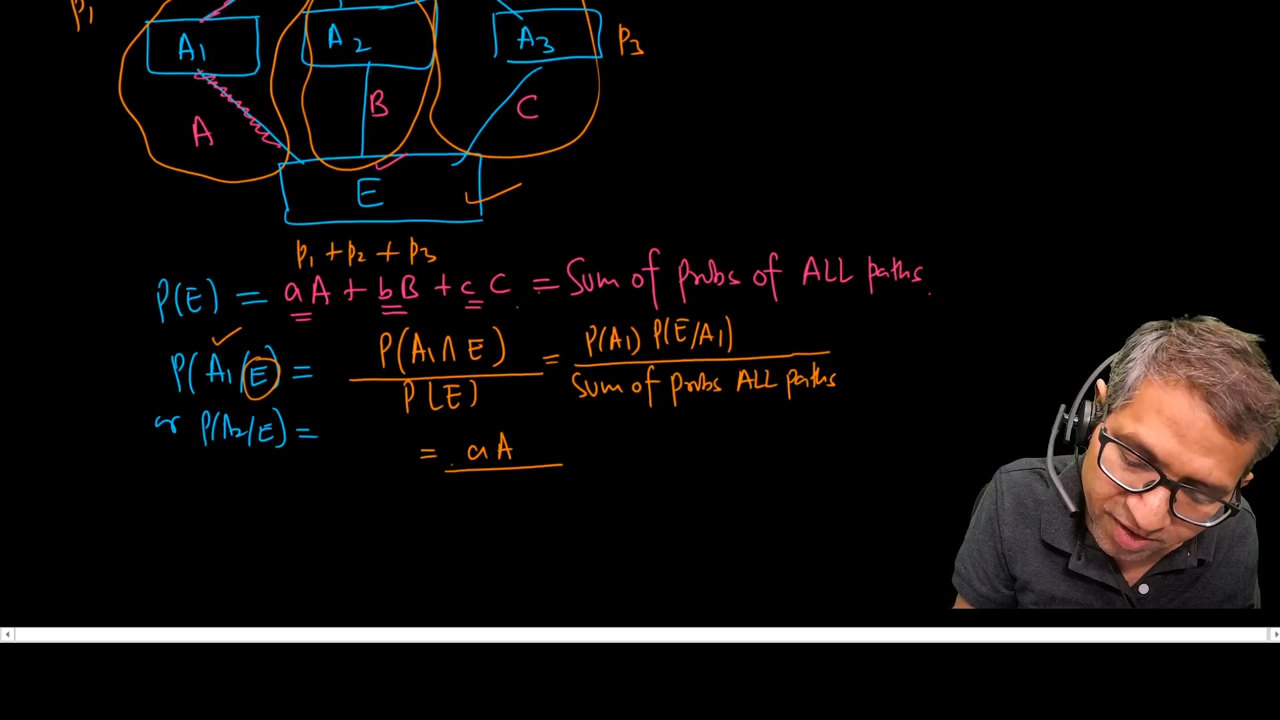 P1
A1 A2 A3 P3
A B C
E
P1 + P2 + P3
P(E) = aA + bB + cC = Sum of probs of ALL paths.
P(A1/E) = P(A1 ∩ E) / P(E) = P(A1) P(E/A1) / Sum of probs ALL paths
or P(A2/E) =
= aA